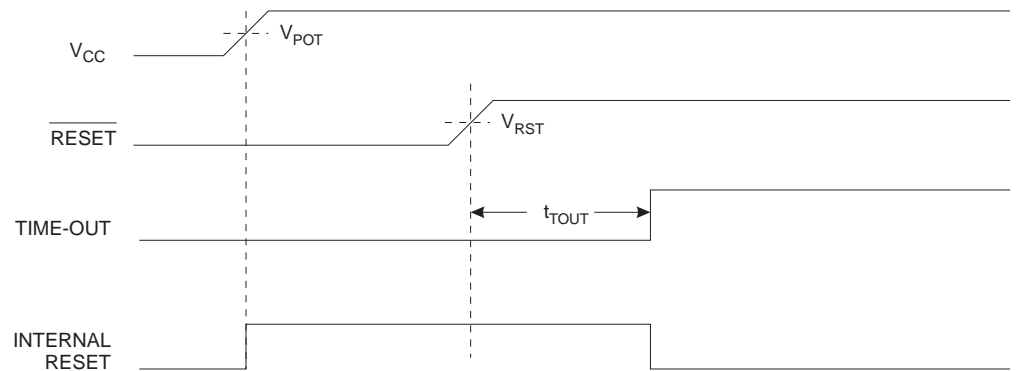 VCC
VPOT
RESET
VRST
TIME-OUT
tTOUT
INTERNAL
RESET